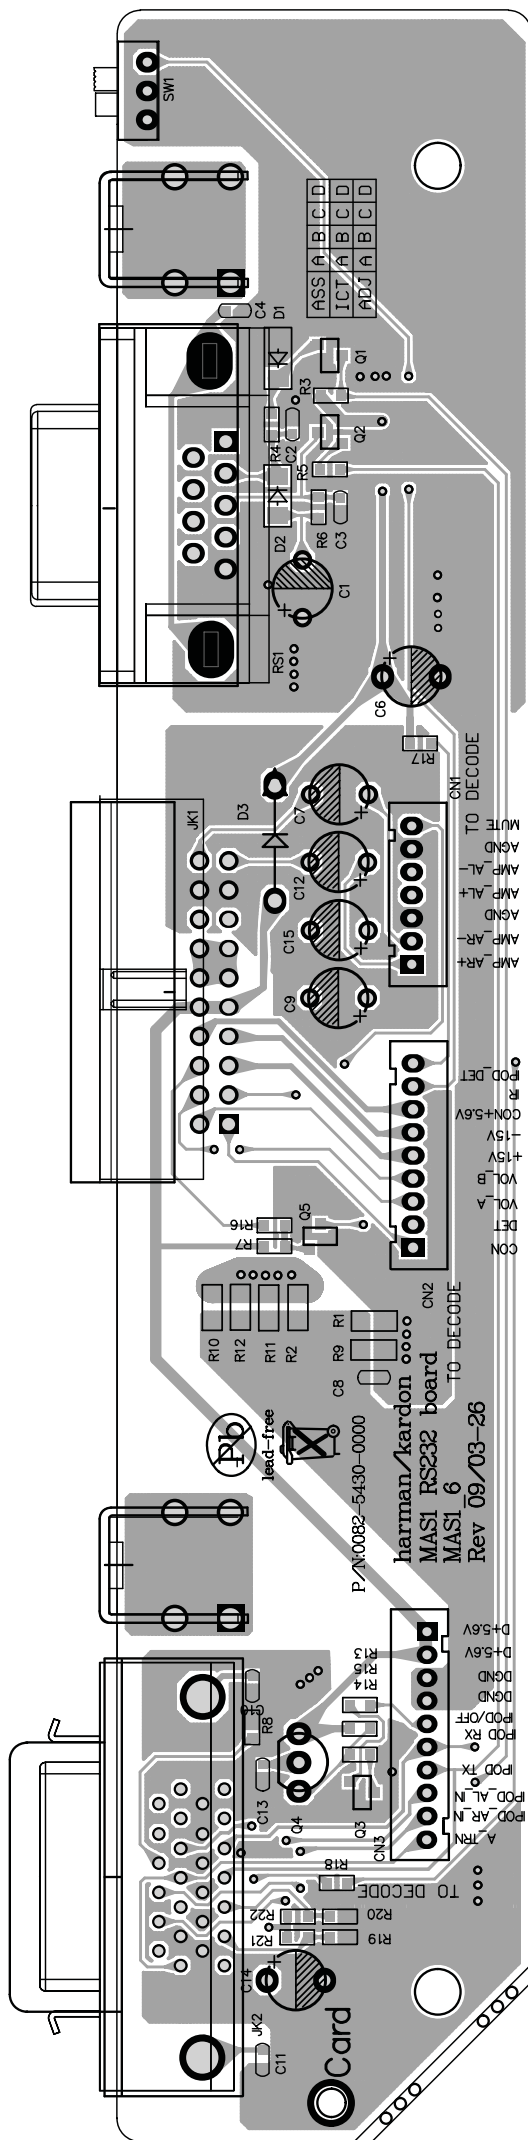 SW1
ASS A B C D
ICT A B C D
ADJ A B C D
C4
D1
Q1
R3
R4
C2
Q2
R5
D2
R6
C3
C1
RS1
C6
R17
CN1
TO DECODE
JK1
D3
C7
C12
C15
C9
MUTE
AGND
AMP_AL-
AMP_AL+
AGND
AMP_AR-
AMP_AR+
IPOD_DET
IR
CON+5.6V
-15V
+15V
VOL_B
VOL_A
DET
CON
R16
R7
Q5
CN2
TO DECODE
R10
R12
R11
R2
R1
R9
C8
Pb
lead-free
P/N:0082-5430-0000
harman/kardon
MAS1 RS232 board
MAS1_6
Rev 09/03-26
R13
R15
R14
D+5.6V
D+5.6V
DGND
DGND
IPOD/OFF
IPOD RX
IPOD TX
IPOD_AL_IN
IPOD_AR_IN
A_TRN
R8
C13
Q4
Q3
CN3
TO DECODE
R18
R22
R20
R21
R19
C14
JK2
C11
Card